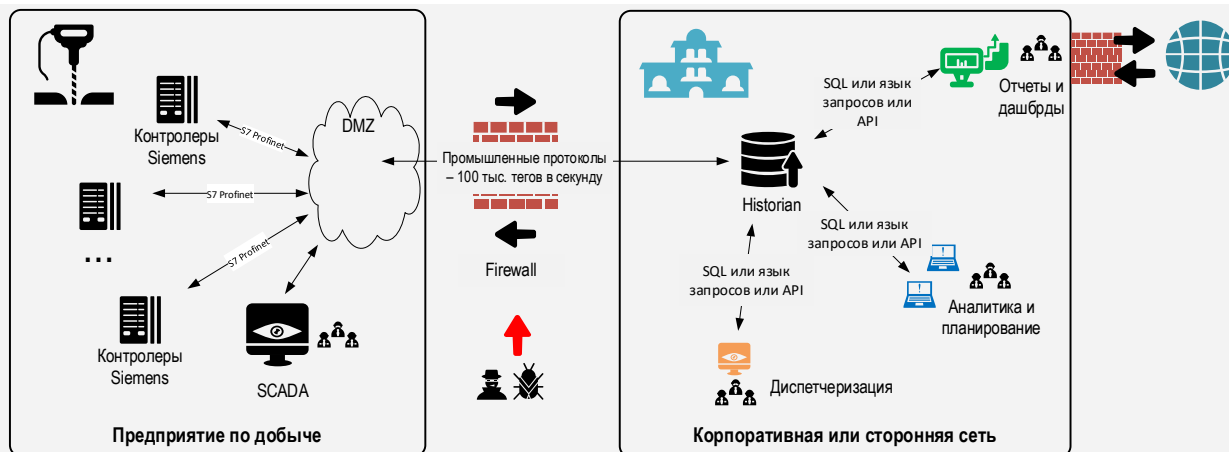 Контролеры
Siemens
S7 Profinet
DMZ
S7 Profinet
...
S7 Profinet
Контролеры
Siemens
SCADA
Предприятие по добыче
Промышленные протоколы
– 100 тыс. тегов в секунду
Firewall
SQL или язык
запросов или
API
Отчеты и
дашбрды
Historian
SQL или язык
запросов или API
SQL или язык
запросов или API
Аналитика и
планирование
Диспетчеризация
Корпоративная или сторонняя сеть